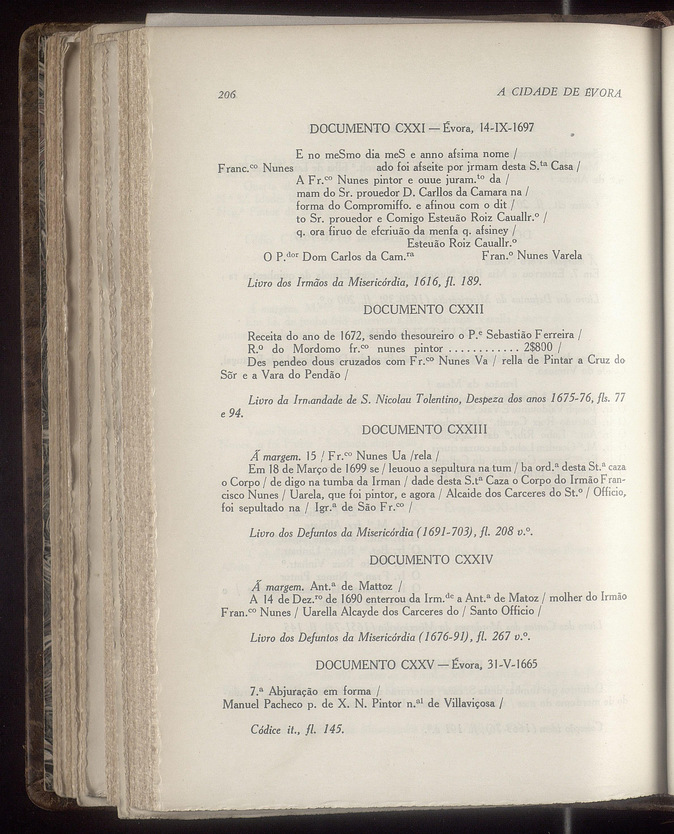 206
A CIDADE DE ÉVORA
DOCUMENTO CXXI — Évora, 14-IX-1697
E no meSmo dia meS e anno afsima nome /
Franc.ᶜᵒ Nunes ado foi afseite por jrmam desta S.ᵗᵃ Casa /
A Fr.ᶜᵒ Nunes pintor e ouue juram.ᵗᵒ da /
mam do Sr. prouedor D. Carllos da Camara na /
forma do Compromiffo. e afinou com o dit /
to Sr. prouedor e Comigo Esteuão Roiz Cauallr.º /
q. ora firuo de efcriuão da menfa q. afsiney /
Esteuão Roiz Cauallr.º
O P.ᵈᵒʳ Dom Carlos da Cam.ʳᵃ Fran.º Nunes Varela
Livro dos Irmãos da Misericórdia, 1616, fl. 189.
DOCUMENTO CXXII
Receita do ano de 1672, sendo thesoureiro o P.ᵉ Sebastião Ferreira /
R.º do Mordomo fr.ᶜᵒ nunes pintor ............ 2$800 /
Des pendeo dous cruzados com Fr.ᶜᵒ Nunes Va / rella de Pintar a Cruz do
Sõr e a Vara do Pendão /
Livro da Irmandade de S. Nicolau Tolentino, Despeza dos anos 1675-76, fls. 77
e 94.
DOCUMENTO CXXIII
Á margem. 15 / Fr.ᶜᵒ Nunes Ua /rela /
Em 18 de Março de 1699 se / leuouo a sepultura na tum / ba ord.ª desta St.ª caza
o Corpo / de digo na tumba da Irman / dade desta S.ᵗᵃ Caza o Corpo do Irmão Fran-
cisco Nunes / Uarela, que foi pintor, e agora / Alcaide dos Carceres do St.º / Officio,
foi sepultado na / Igr.ª de São Fr.ᶜᵒ /
Livro dos Defuntos da Misericórdia (1691-703), fl. 208 v.º.
DOCUMENTO CXXIV
Á margem. Ant.ª de Mattoz /
A 14 de Dez.ʳᵒ de 1690 enterrou da Irm.ᵈᵉ a Ant.ª de Matoz / molher do Irmão
Fran.ᶜᵒ Nunes / Uarella Alcayde dos Carceres do / Santo Officio /
Livro dos Defuntos da Misericórdia (1676-91), fl. 267 v.º.
DOCUMENTO CXXV — Évora, 31-V-1665
7.ª Abjuração em forma /
Manuel Pacheco p. de X. N. Pintor n.ᵃˡ de Villaviçosa /
Códice it., fl. 145.